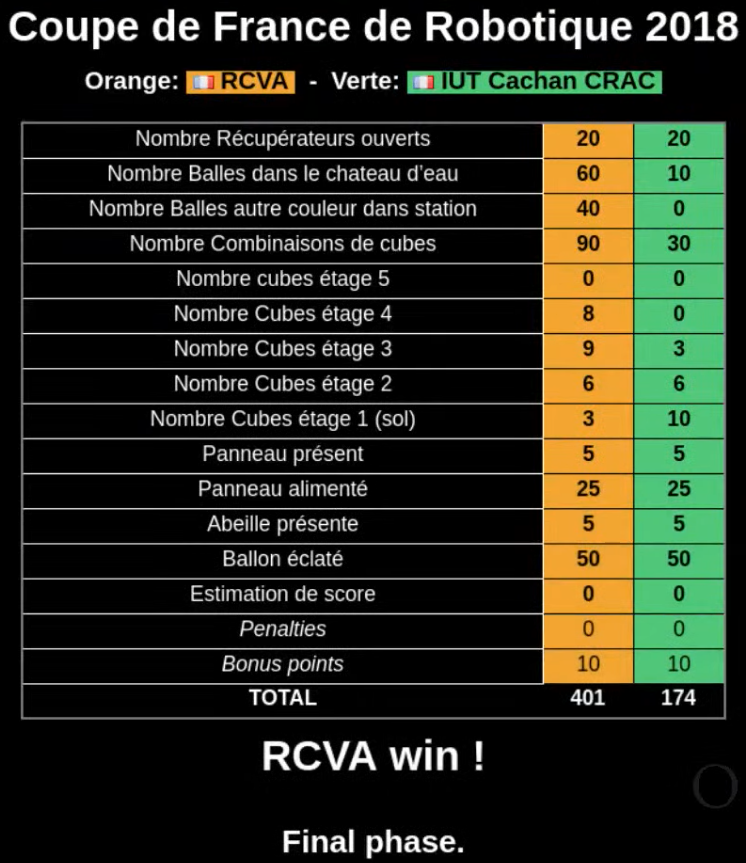 Coupe de France de Robotique 2018
Orange: RCVA - Verte: IUT Cachan CRAC
Nombre Récupérateurs ouverts 20 20
Nombre Balles dans le chateau d'eau 60 10
Nombre Balles autre couleur dans station 40 0
Nombre Combinaisons de cubes 90 30
Nombre cubes étage 5 0 0
Nombre Cubes étage 4 8 0
Nombre Cubes étage 3 9 3
Nombre Cubes étage 2 6 6
Nombre Cubes étage 1 (sol) 3 10
Panneau présent 5 5
Panneau alimenté 25 25
Abeille présente 5 5
Ballon éclaté 50 50
Estimation de score 0 0
Penalties 0 0
Bonus points 10 10
TOTAL 401 174
RCVA win !
Final phase.